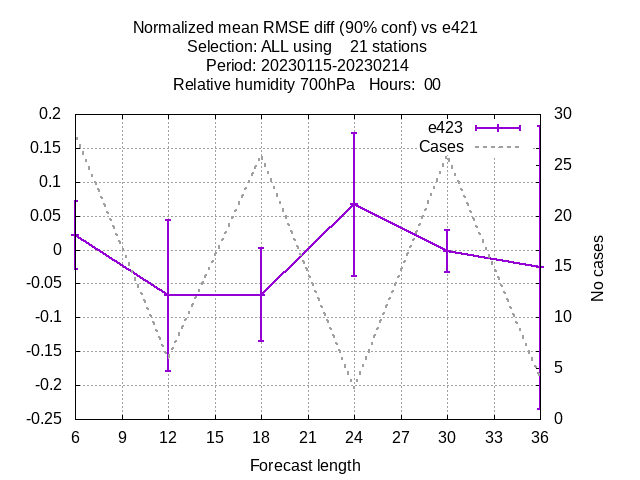 Normalized mean RMSE diff (90% conf) vs e421
Selection: ALL using    21 stations
Period: 20230115-20230214
Relative humidity 700hPa   Hours:  00
0.2
0.15
0.1
0.05
0
-0.05
-0.1
-0.15
-0.2
-0.25
e423
Cases
30
25
20
15
10
5
0
No cases
6 9 12 15 18 21 24 27 30 33 36
Forecast length